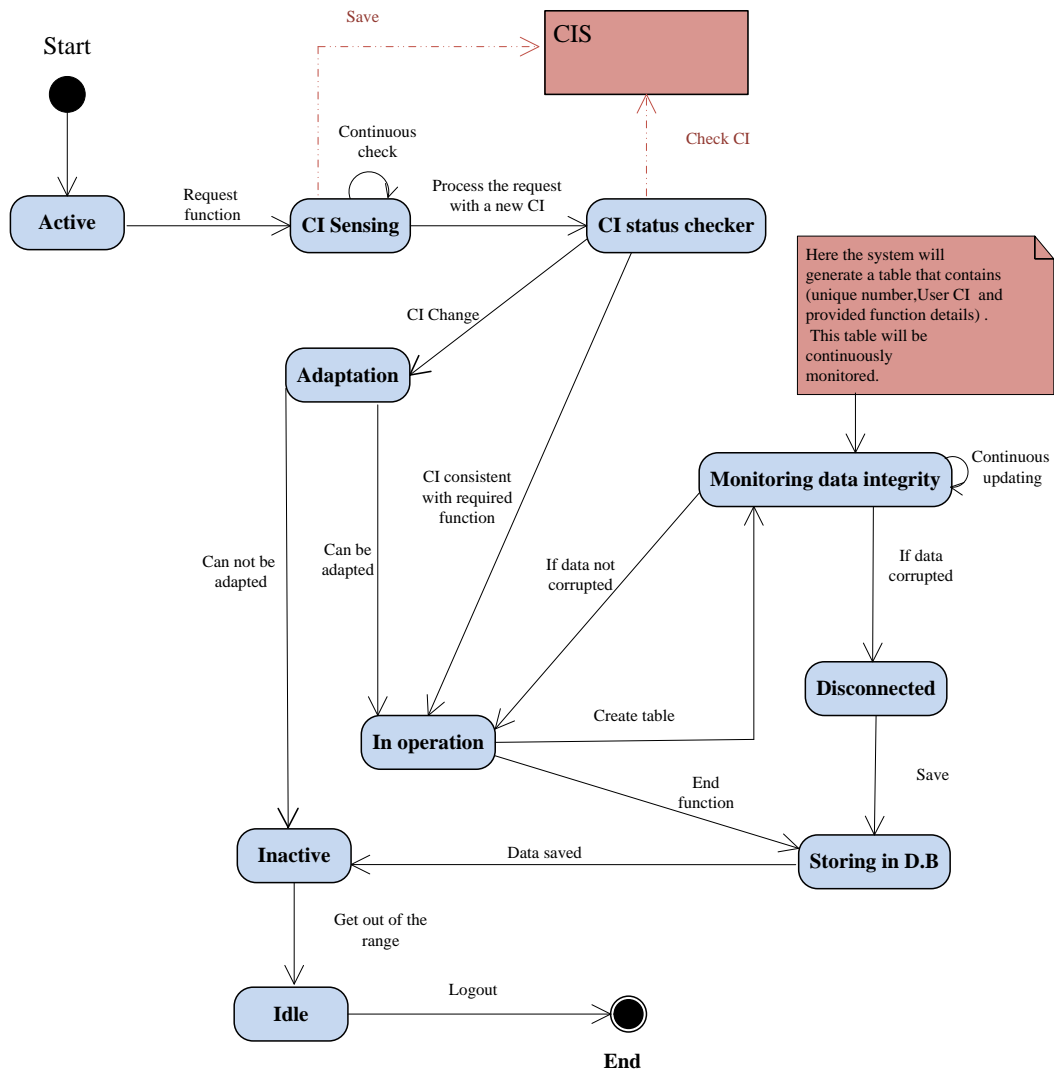 Save
CIS
Start
Continuous
check
Check CI
Request
function
Process the request
with a new CI
Active
CI Sensing
CI status checker
Here the system will
generate a table that contains
(unique number,User CI and
provided function details) .
This table will be
continuously
monitored.
CI Change
Adaptation
CI consistent
with required
function
Monitoring data integrity
Continuous
updating
Can not be
adapted
Can be
adapted
If data not
corrupted
If data
corrupted
Disconnected
In operation
Create table
Save
End
function
Inactive
Data saved
Storing in D.B
Get out of the
range
Idle
Logout
End